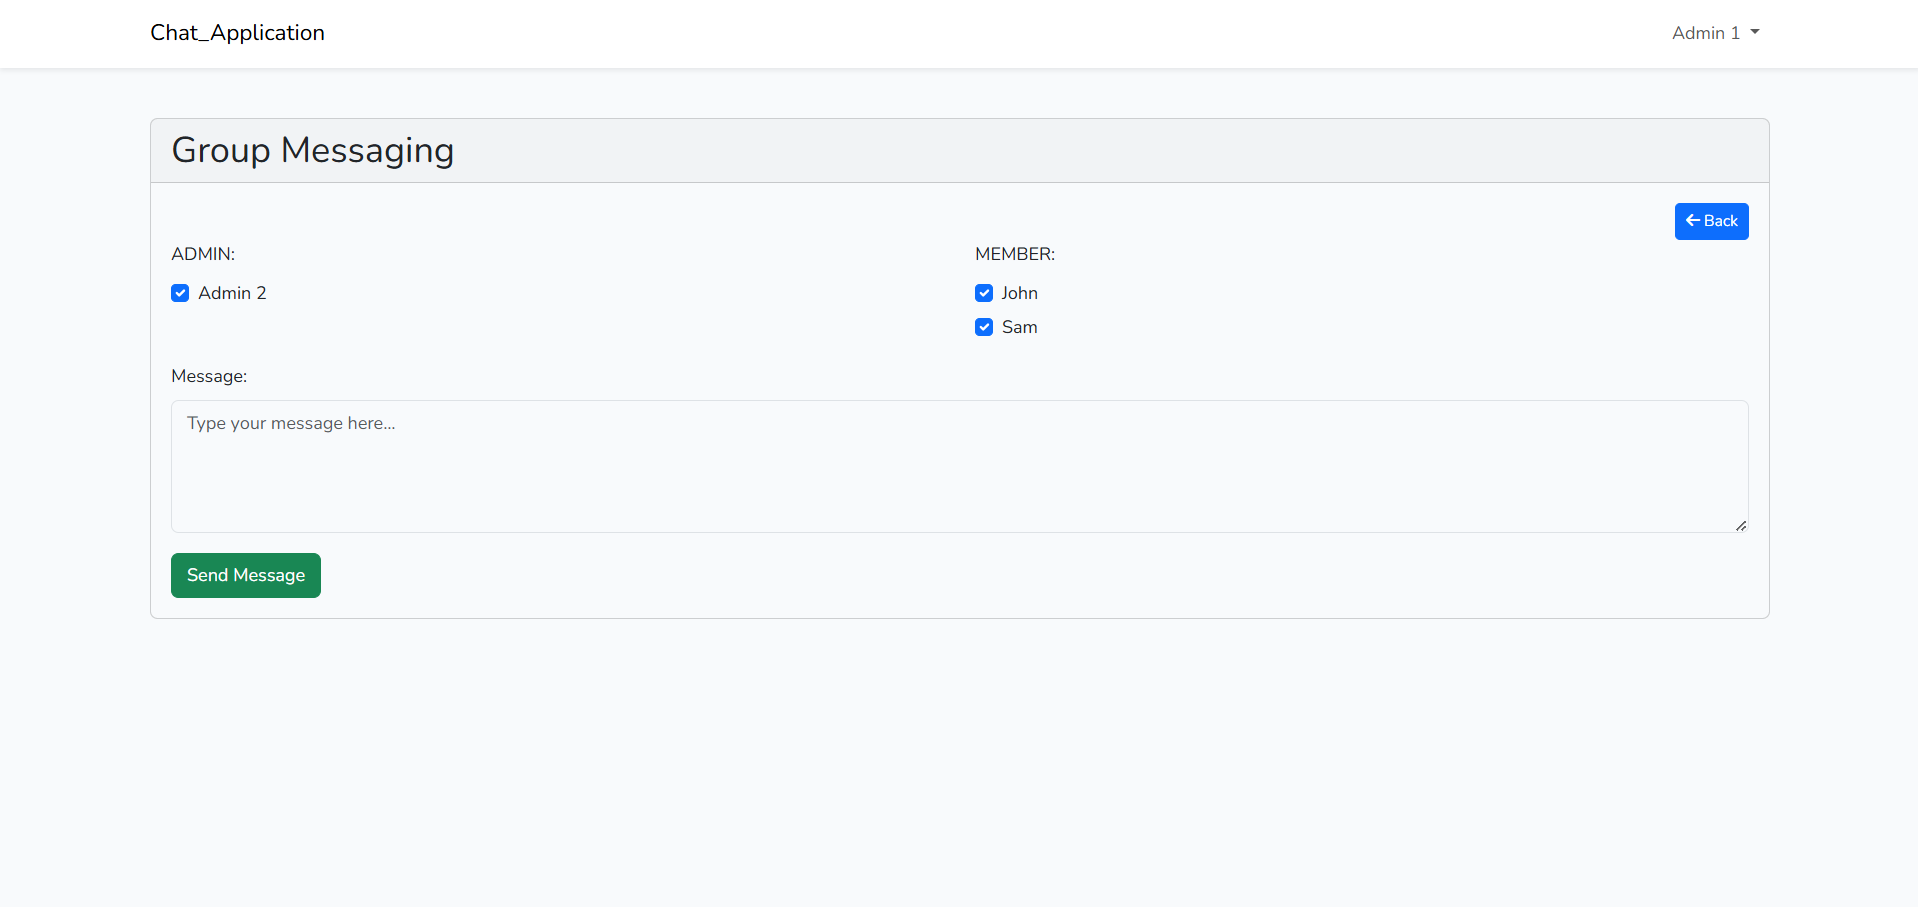 Chat_Application
Admin 1
Group Messaging
Back
ADMIN:
Admin 2
MEMBER:
John
Sam
Message:
Type your message here...
Send Message